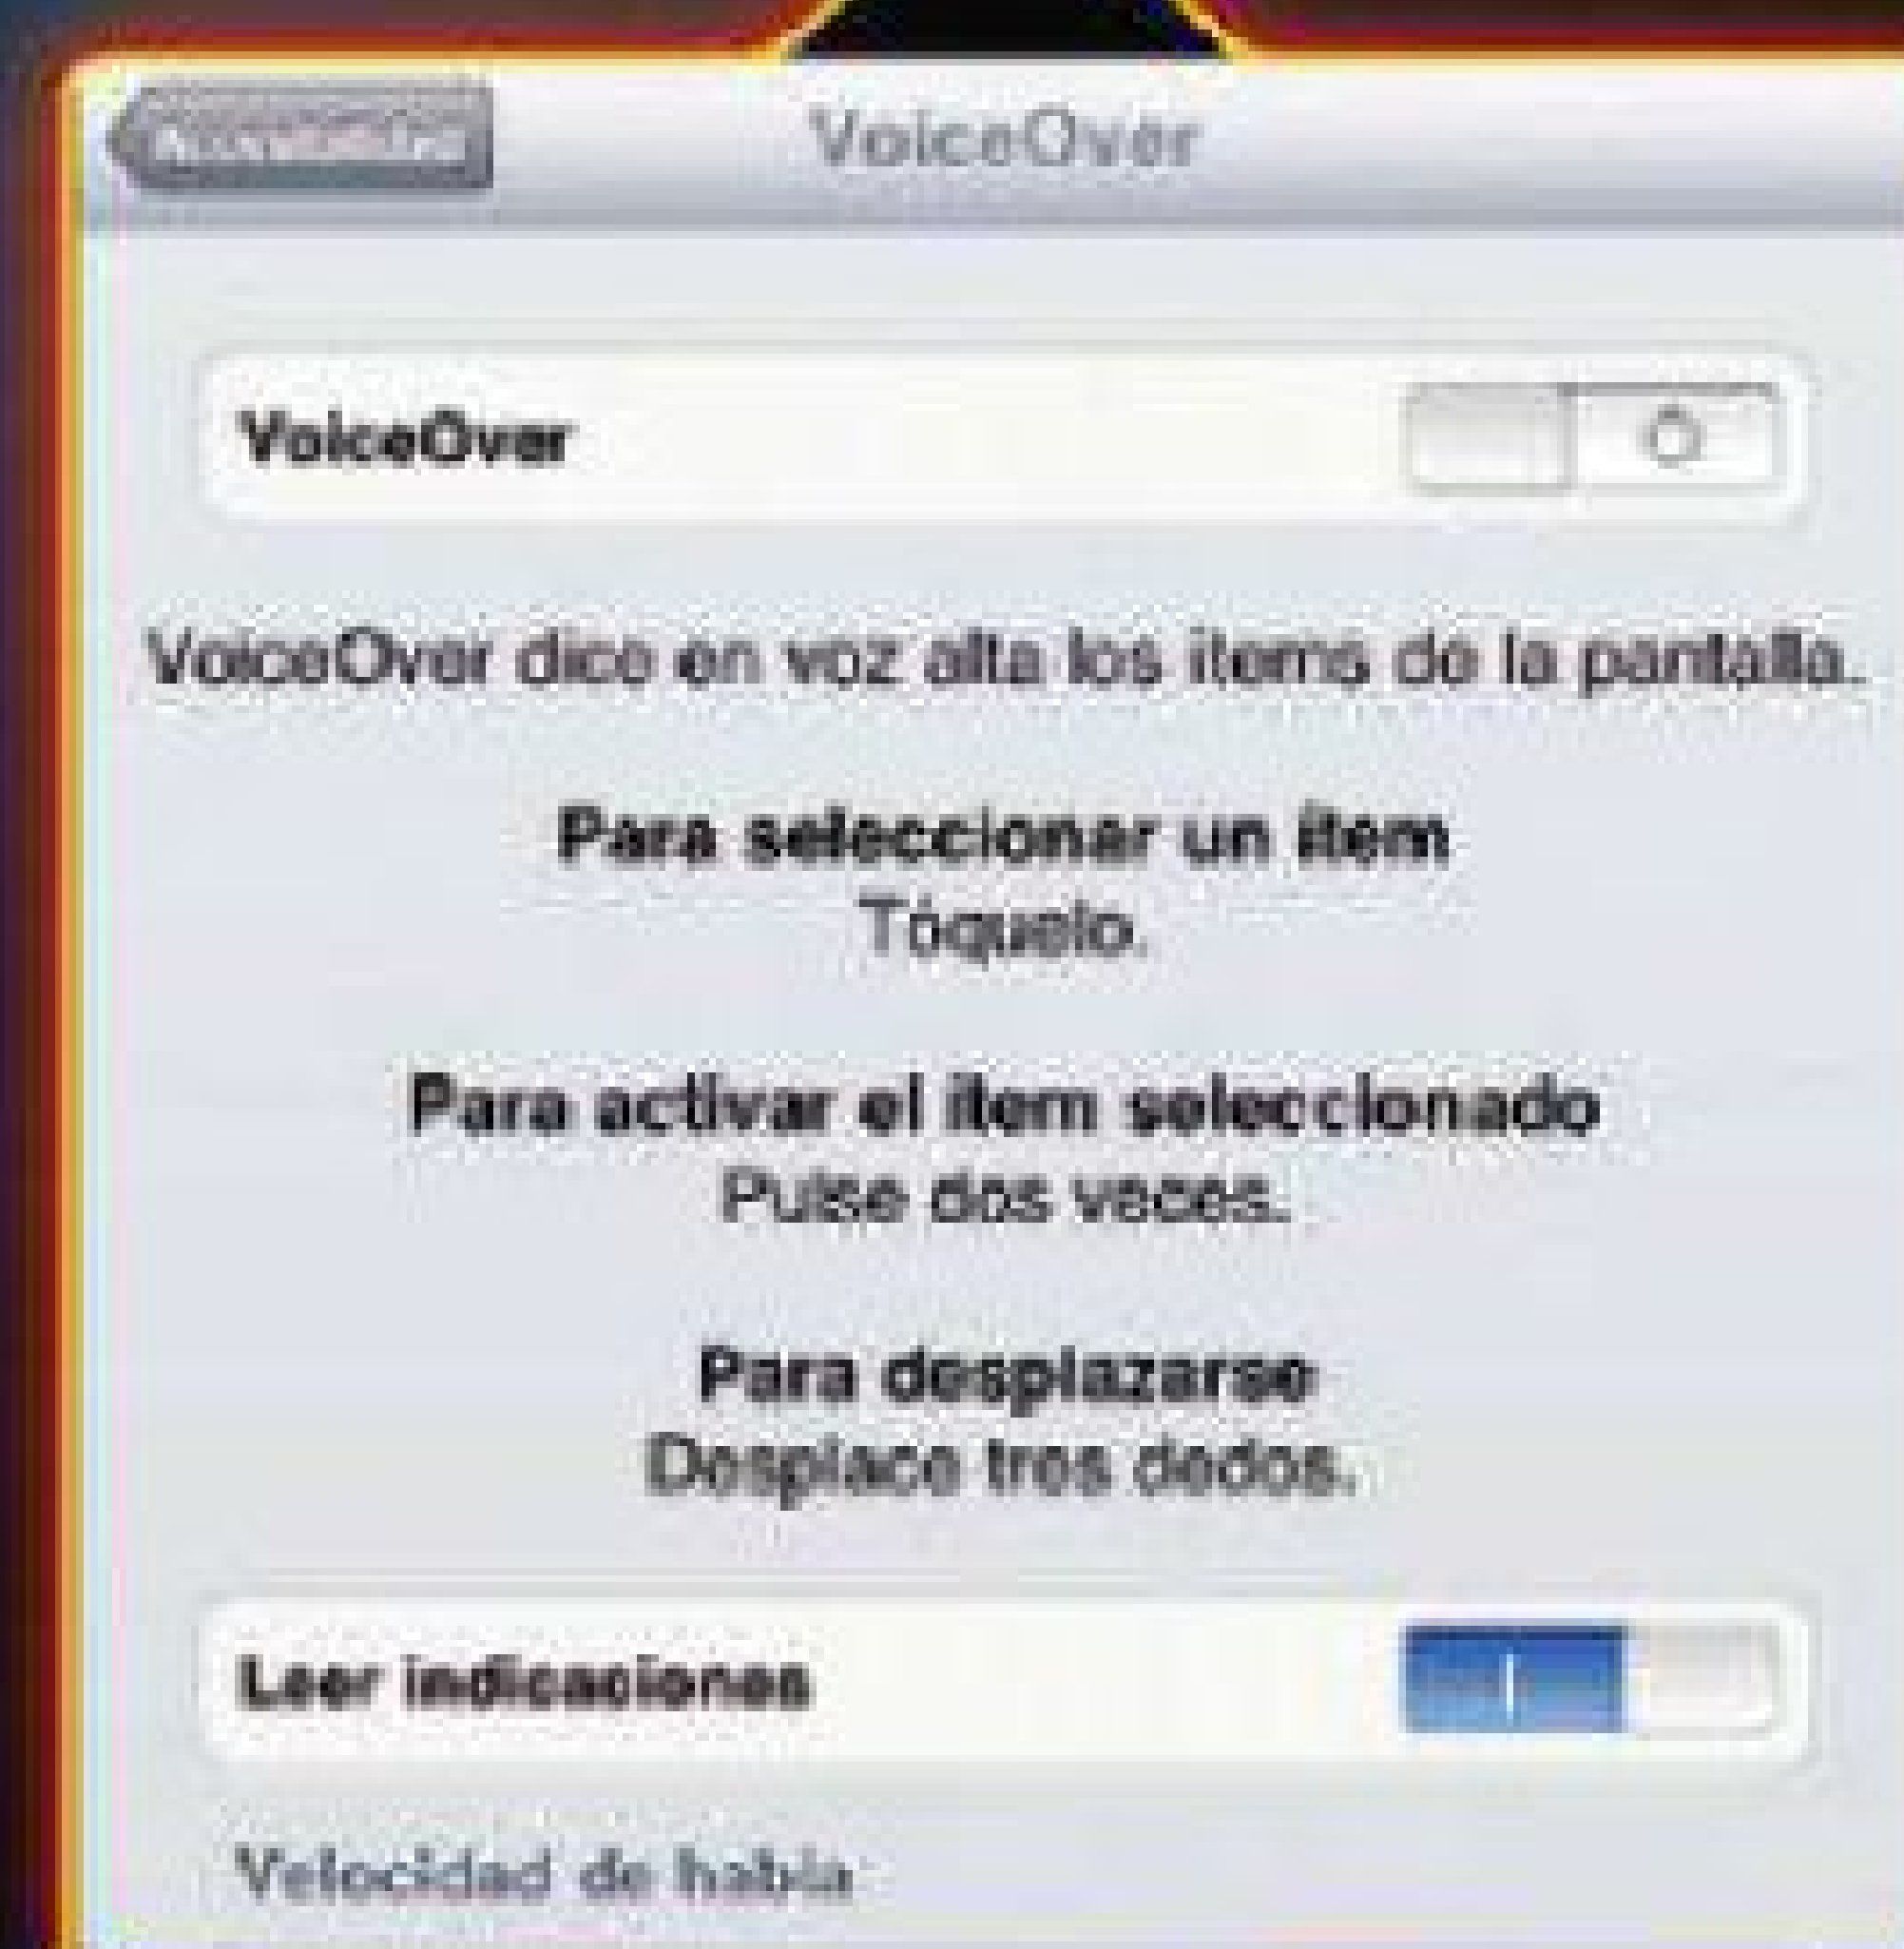 VoiceOver
VoiceOver
VoiceOver dice en voz alta los ítems de la pantalla.
Para seleccionar un ítem
Tóquelo.
Para activar el ítem seleccionado
Pulse dos veces.
Para desplazarse
Desplace tres dedos.
Leer indicaciones
Velocidad de habla